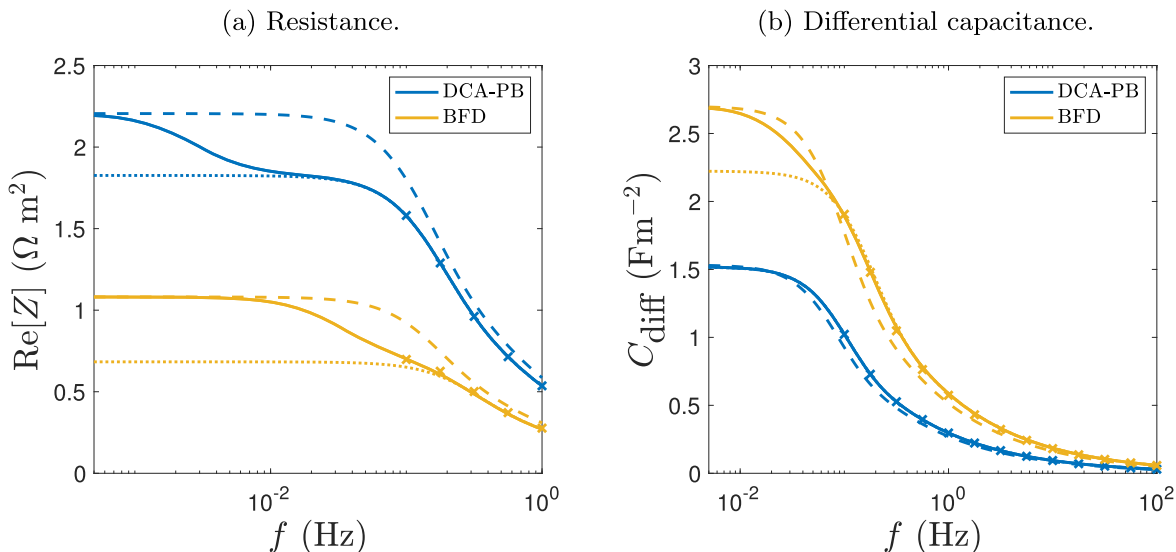 (a) Resistance.
2.5
2
1.5
1
0.5
0
Re[Z] (Ω m²)
10⁻²
10⁰
f (Hz)
DCA-PB
BFD
(b) Differential capacitance.
3
2.5
2
1.5
1
0.5
0
C_diff (Fm⁻²)
10⁻²
10⁰
10²
f (Hz)
DCA-PB
BFD